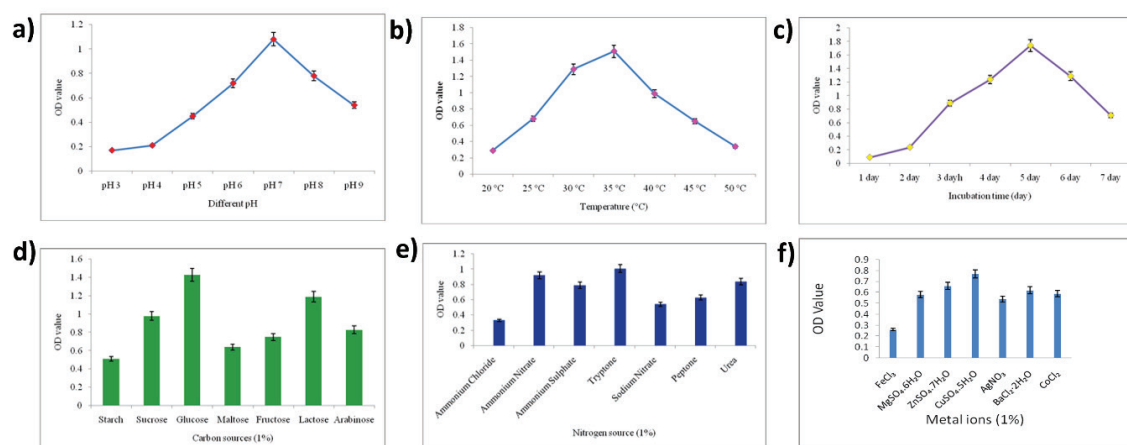 a)
OD value
1.2
1
0.8
0.6
0.4
0.2
0
pH 3 pH 4 pH 5 pH 6 pH 7 pH 8 pH 9
Different pH
b)
OD value
1.8
1.6
1.4
1.2
1
0.8
0.6
0.4
0.2
0
20 °C 25 °C 30 °C 35 °C 40 °C 45 °C 50 °C
Temperature (°C)
c)
OD value
2
1.8
1.6
1.4
1.2
1
0.8
0.6
0.4
0.2
0
1 day 2 day 3 dayh 4 day 5 day 6 day 7 day
Incubation time (day)
d)
OD value
1.6
1.4
1.2
1
0.8
0.6
0.4
0.2
0
Starch Sucrose Glucose Maltose Fructose Lactose Arabinose
Carbon sources (1%)
e)
OD value
1.2
1
0.8
0.6
0.4
0.2
0
Ammonium Chloride
Ammonium Nitrate
Ammonium Sulphate
Tryptone
Sodium Nitrate
Peptone
Urea
Nitrogen source (1%)
f)
OD Value
0.9
0.8
0.7
0.6
0.5
0.4
0.3
0.2
0.1
0
FeCl₃
MgSO₄.6H₂O
ZnSO₄.7H₂O
CuSO₄.5H₂O
AgNO₃
BaCl₂.2H₂O
CoCl₂
Metal ions (1%)